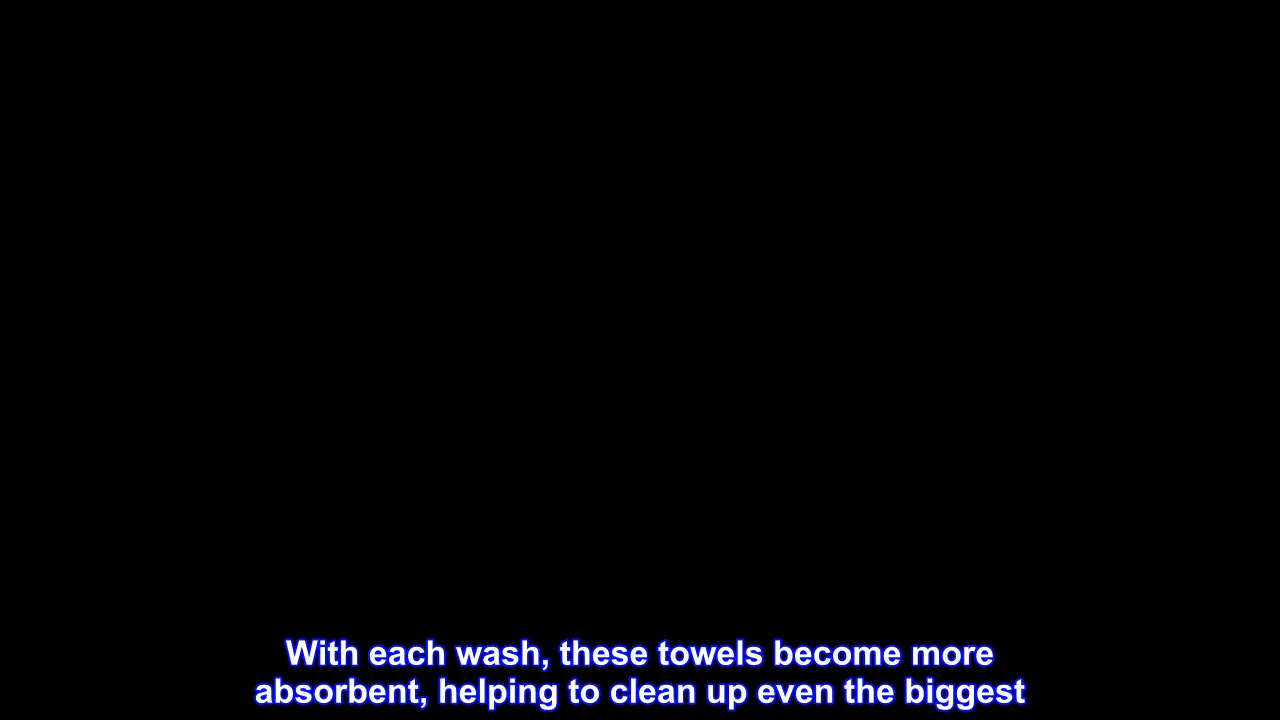 With each wash, these towels become more
absorbent, helping to clean up even the biggest